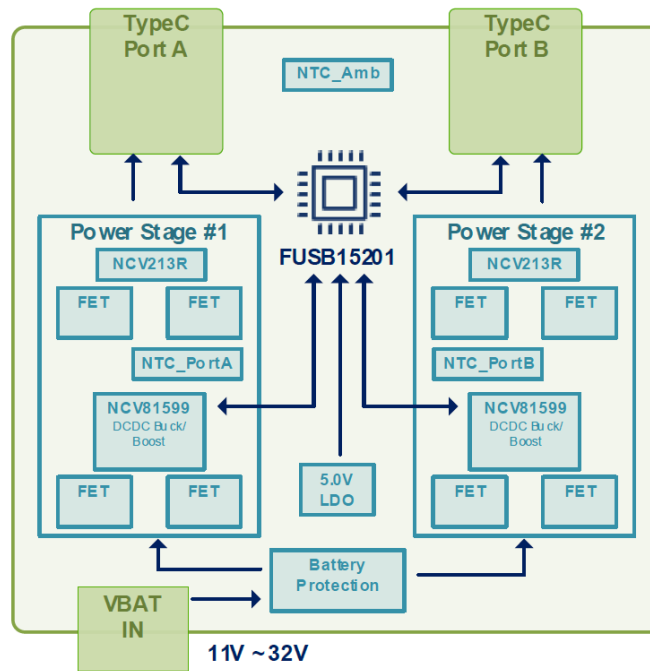 TypeC
Port A
TypeC
Port B
NTC_Amb
FUSB15201
Power Stage #1
NCV213R
FET
FET
NTC_PortA
NCV81599
DCDC Buck/
Boost
FET
FET
Power Stage #2
NCV213R
FET
FET
NTC_PortB
NCV81599
DCDC Buck/
Boost
FET
FET
5.0V
LDO
Battery
Protection
VBAT
IN
11V ~ 32V